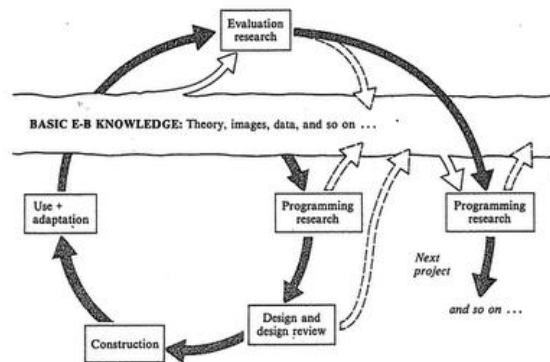 Evaluation
research
BASIC E-B KNOWLEDGE: Theory, images, data, and so on ...
Use +
adaptation
Programming
research
Programming
research
Next
project
and so on ...
Design and
design review
Construction